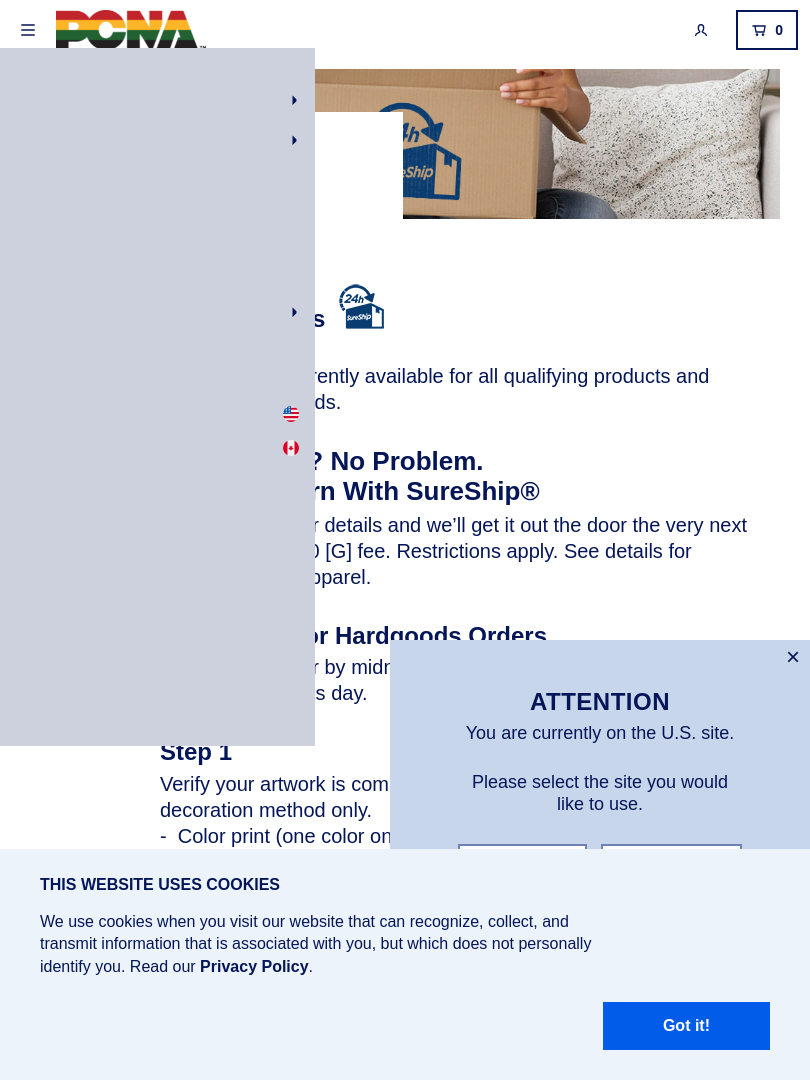 PCNA
0
24h
SureShip
s
24h
SureShip
rently available for all qualifying products and
ds.
? No Problem.
rn With SureShip®
r details and we’ll get it out the door the very next
0 [G] fee. Restrictions apply. See details for
pparel.
or Hardgoods Orders
r by midn
s day.
×
ATTENTION
You are currently on the U.S. site.
Please select the site you would
like to use.
Step 1
Verify your artwork is com
decoration method only.
- Color print (one color on
THIS WEBSITE USES COOKIES
We use cookies when you visit our website that can recognize, collect, and
transmit information that is associated with you, but which does not personally
identify you. Read our Privacy Policy.
Got it!